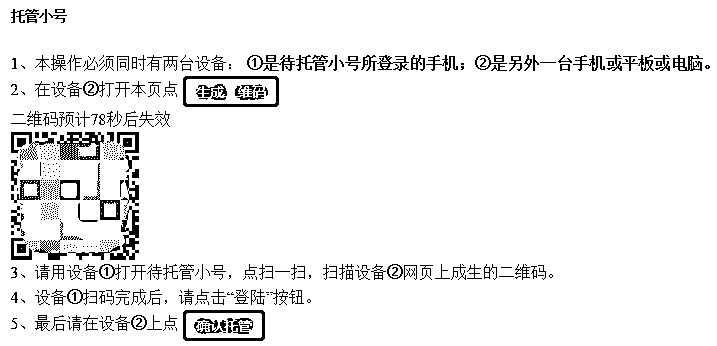 托管小号
1、本操作必须同时有两台设备：①是待托管小号所登录的手机；②是另外一台手机或平板或电脑。
2、在设备②打开本页点 生成 维码
二维码预计78秒后失效
3、请用设备①打开待托管小号，点扫一扫，扫描设备②网页上成生的二维码。
4、设备①扫码完成后，请点击“登陆”按钮。
5、最后请在设备②上点 确认托管